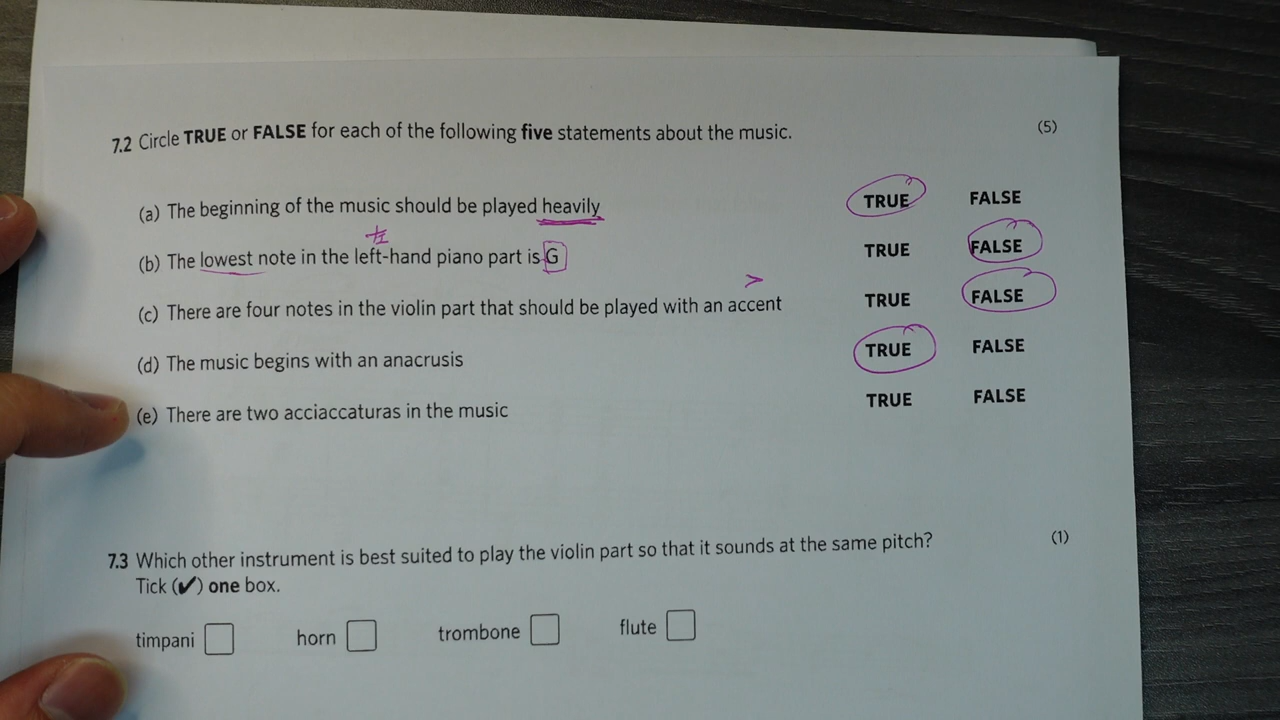 7.2 Circle TRUE or FALSE for each of the following five statements about the music. (5)
(a) The beginning of the music should be played heavily TRUE FALSE
左
(b) The lowest note in the left-hand piano part is G TRUE FALSE
>
(c) There are four notes in the violin part that should be played with an accent TRUE FALSE
(d) The music begins with an anacrusis TRUE FALSE
(e) There are two acciaccaturas in the music TRUE FALSE
7.3 Which other instrument is best suited to play the violin part so that it sounds at the same pitch? (1)
Tick (✔) one box.
timpani horn trombone flute